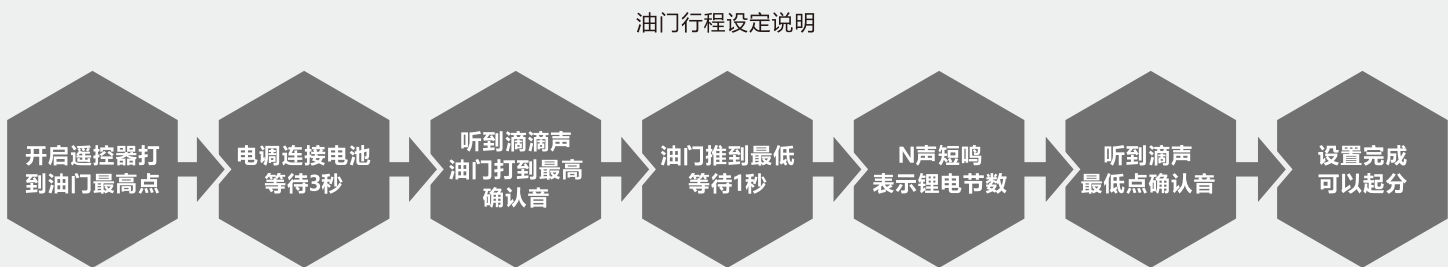 油门行程设定说明
开启遥控器打
到油门最高点
电调连接电池
等待3秒
听到滴滴声
油门打到最高
确认音
油门推到最低
等待1秒
N声短鸣
表示锂电节数
听到滴声
最低点确认音
设置完成
可以起分